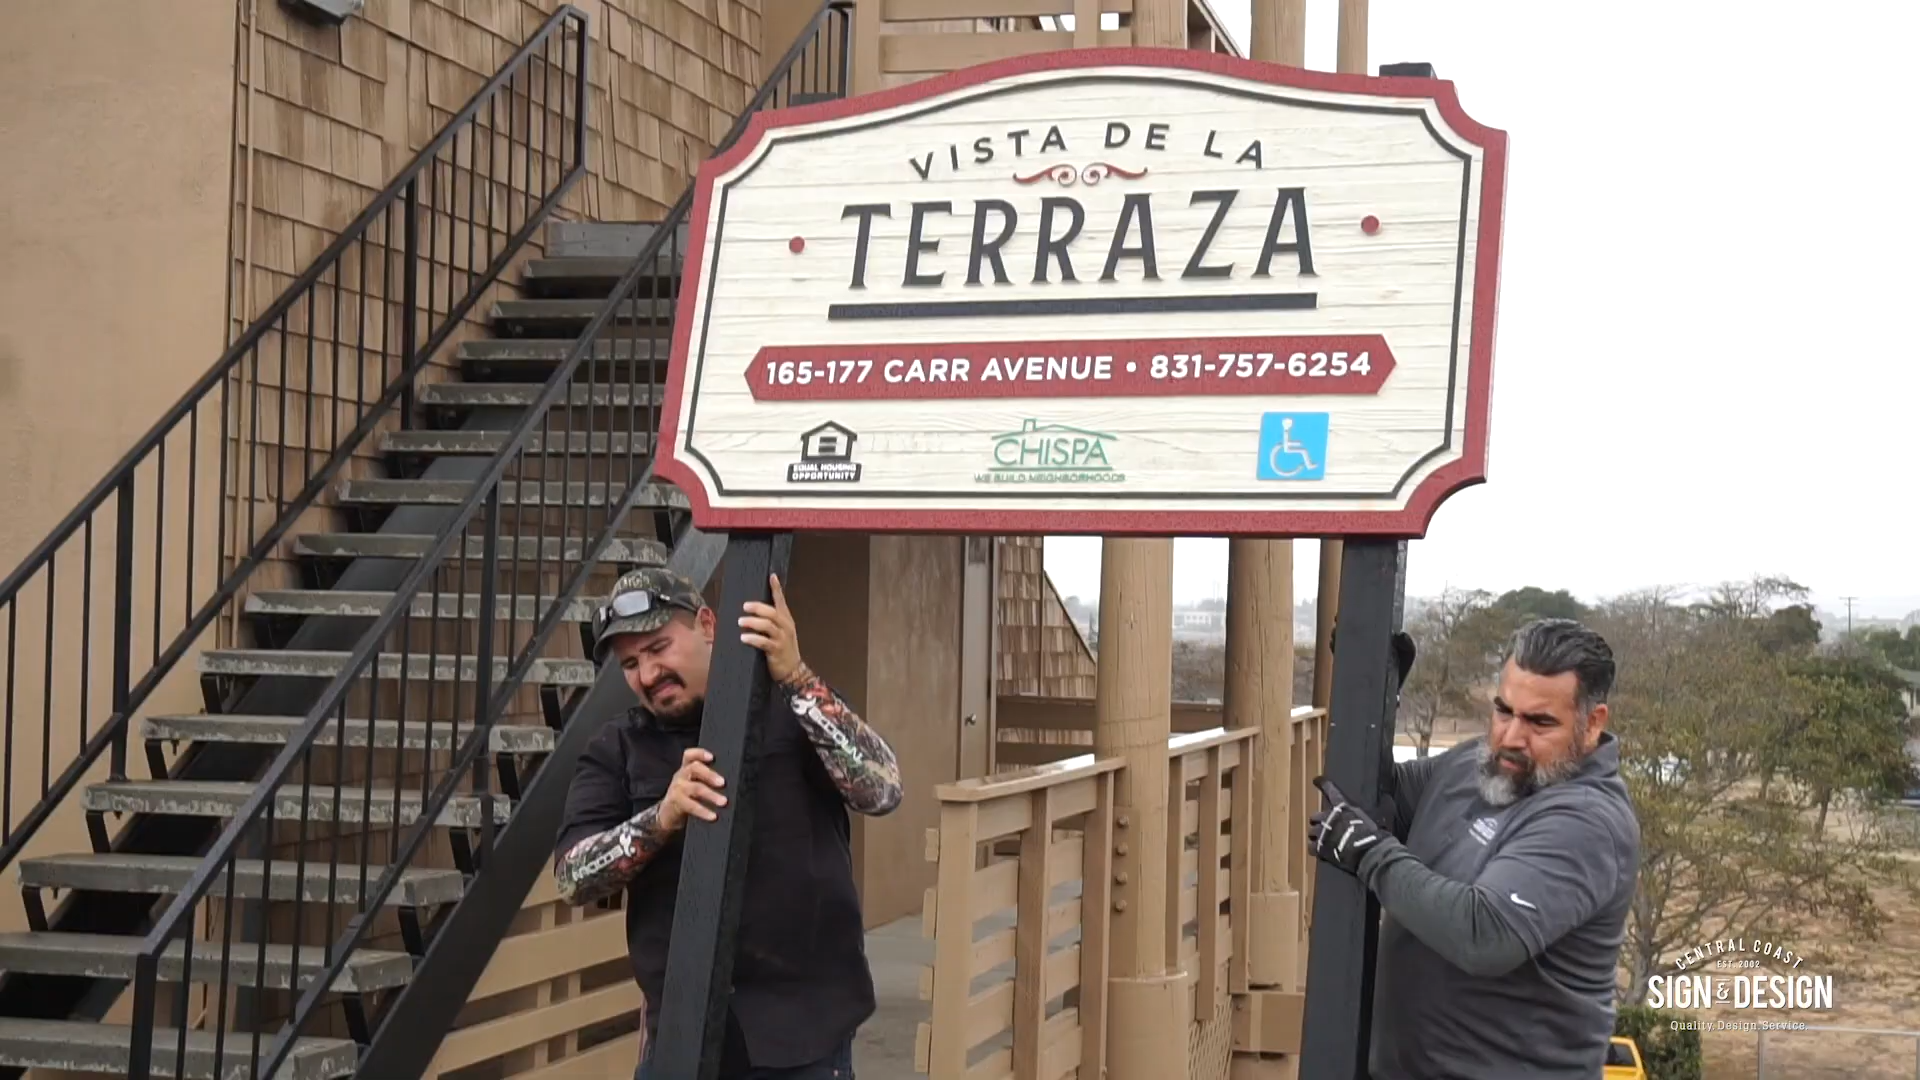 VISTA DE LA
TERRAZA
165-177 CARR AVENUE • 831-757-6254
EQUAL HOUSING
OPPORTUNITY
CHISPA
WE BUILD NEIGHBORHOODS
CENTRAL COAST
EST. 2002
SIGN & DESIGN
Quality. Design. Service.